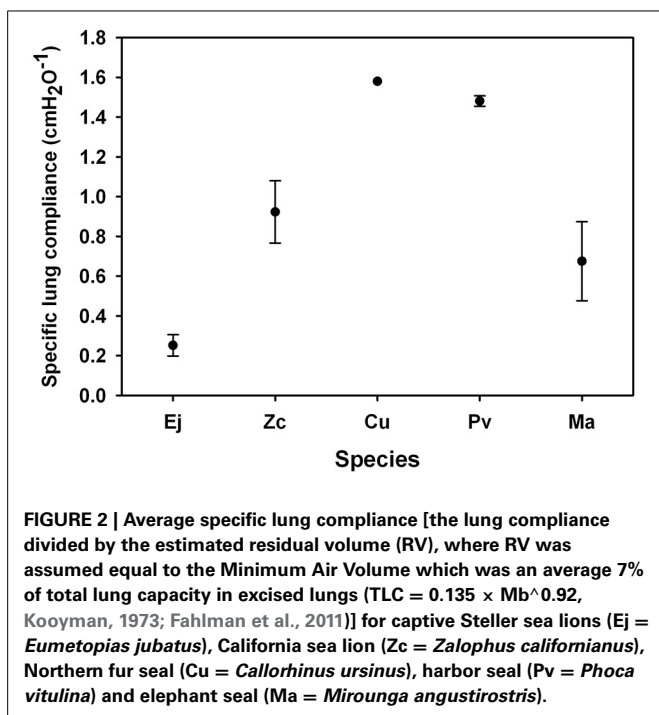 1.8
1.6
1.4
1.2
1.0
0.8
0.6
0.4
0.2
0.0
Specific lung compliance (cmH₂O⁻¹)
Ej Zc Cu Pv Ma
Species
FIGURE 2 | Average specific lung compliance [the lung compliance
divided by the estimated residual volume (RV), where RV was
assumed equal to the Minimum Air Volume which was an average 7%
of total lung capacity in excised lungs (TLC = 0.135 × Mb^0.92,
Kooyman, 1973; Fahlman et al., 2011)] for captive Steller sea lions (Ej =
Eumetopias jubatus), California sea lion (Zc = Zalophus californianus),
Northern fur seal (Cu = Callorhinus ursinus), harbor seal (Pv = Phoca
vitulina) and elephant seal (Ma = Mirounga angustirostris).